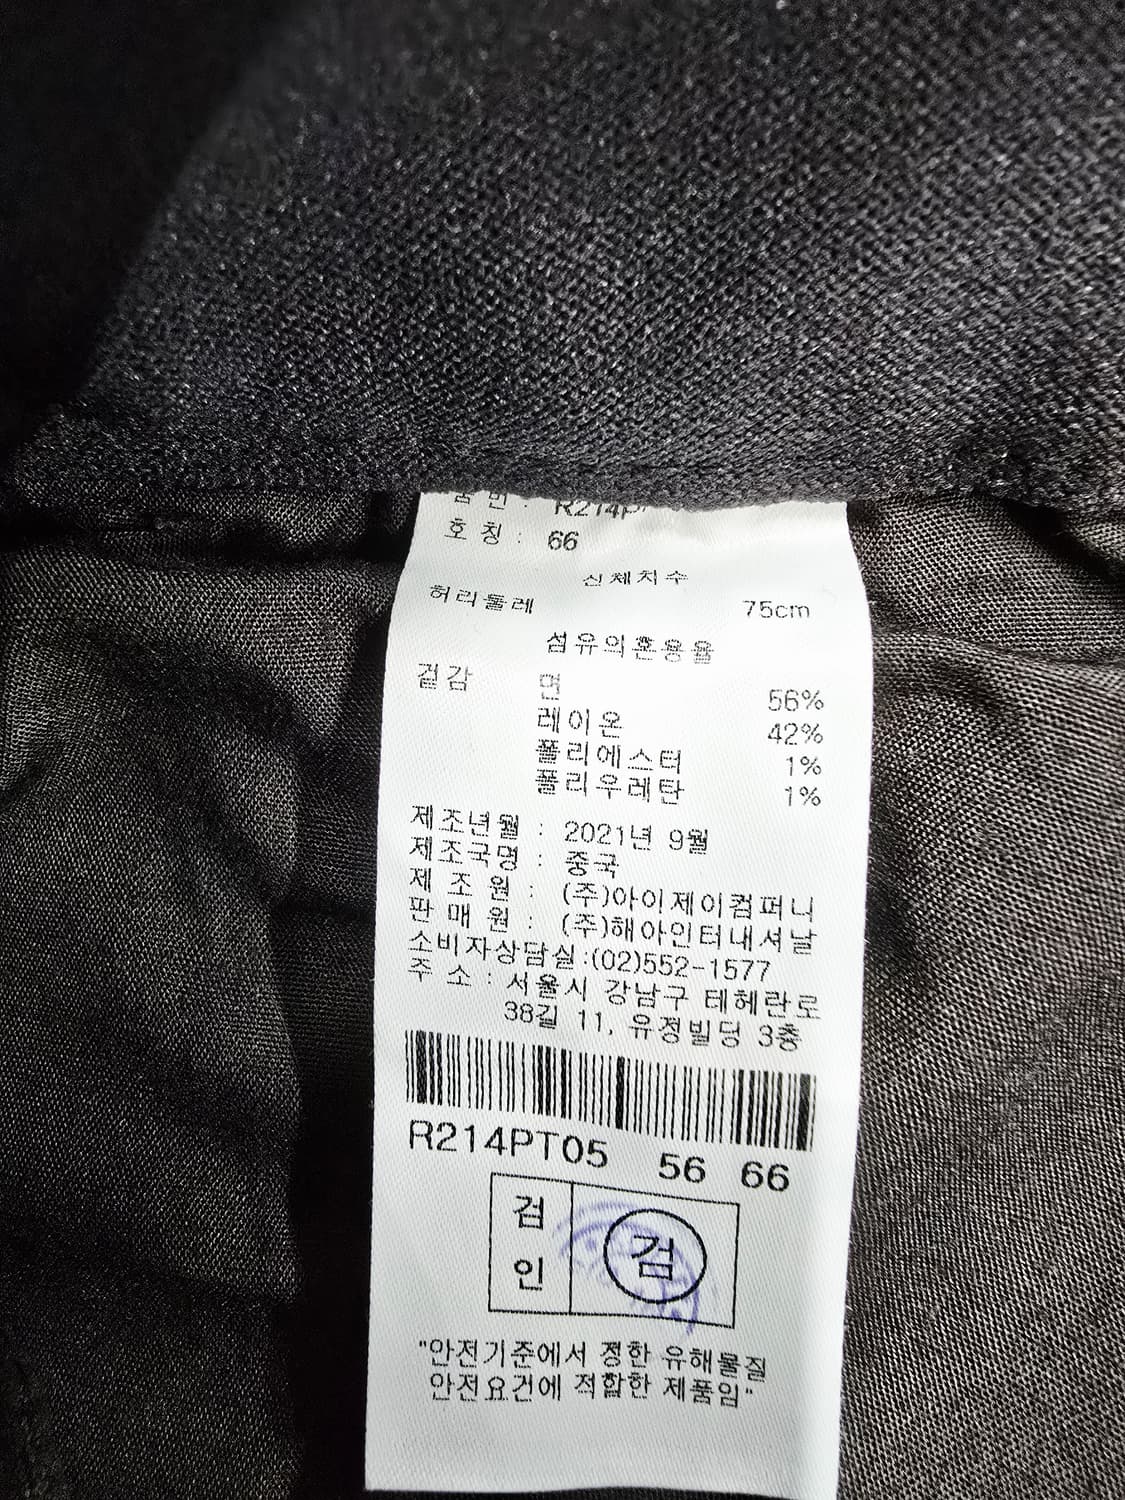 품 번 : R214P
호 칭 : 66
신체치수
허리둘레 75cm
섬유의혼용율
겉감 면 56%
레이온 42%
폴리에스터 1%
폴리우레탄 1%
제조년월 : 2021년 9월
제조국명 : 중국
제 조 원 : (주)아이제이컴퍼니
판 매 원 : (주)해아인터내셔날
소비자상담실:(02)552-1577
주 소 : 서울시 강남구 테헤란로
38길 11, 유정빌딩 3층
R214PT05 56 66
검인 검
"안전기준에서 정한 유해물질
안전요건에 적합한 제품임"